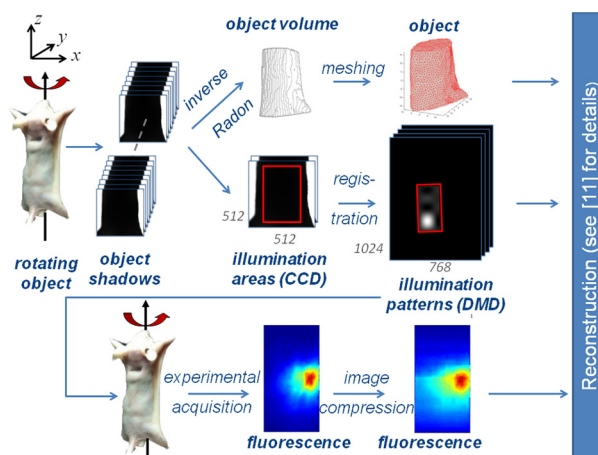 z
y
x
object volume
object
inverse
Radon
meshing
512
512
regis-
tration
1024
768
rotating
object
object
shadows
illumination
areas (CCD)
illumination
patterns (DMD)
experimental
acquisition
image
compression
fluorescence
fluorescence
Reconstruction (see [11] for details)